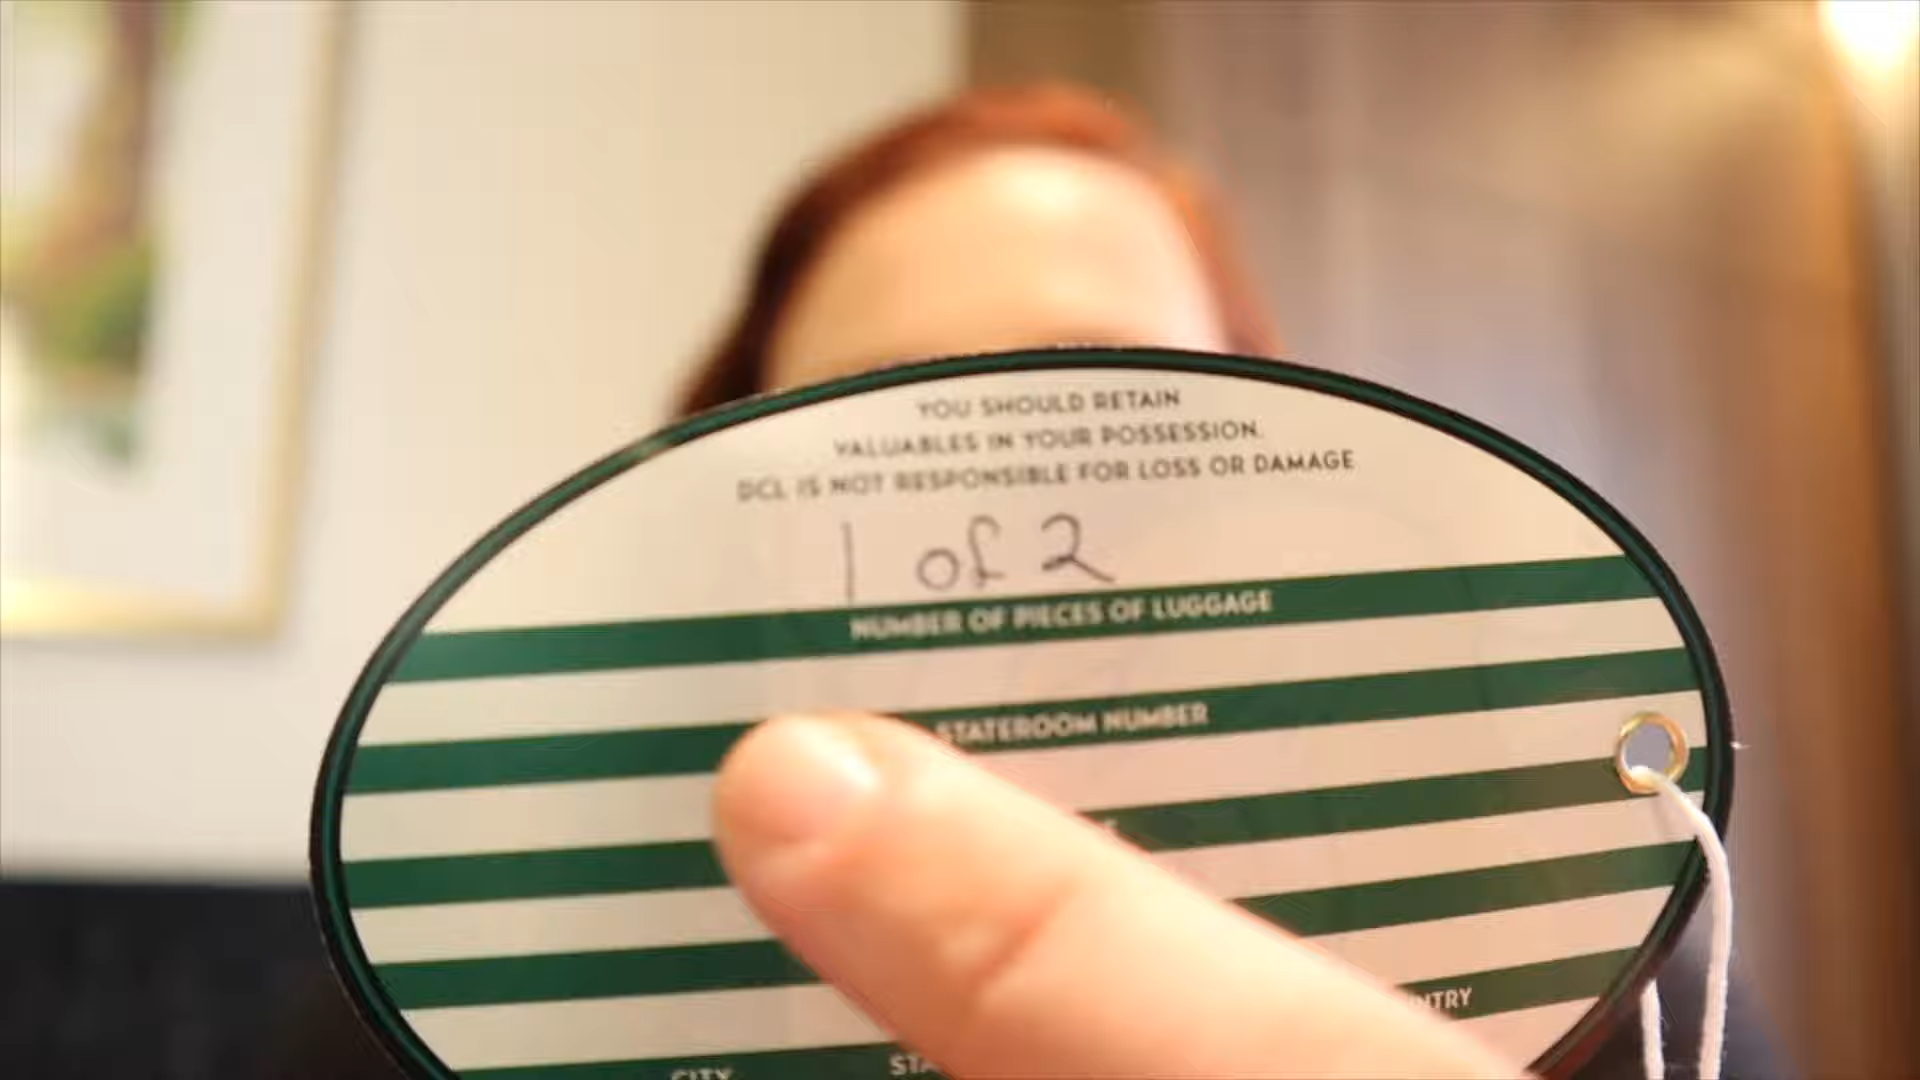 YOU SHOULD RETAIN
VALUABLES IN YOUR POSSESSION.
DCL IS NOT RESPONSIBLE FOR LOSS OR DAMAGE
1 of 2
NUMBER OF PIECES OF LUGGAGE
STATEROOM NUMBER
CITY